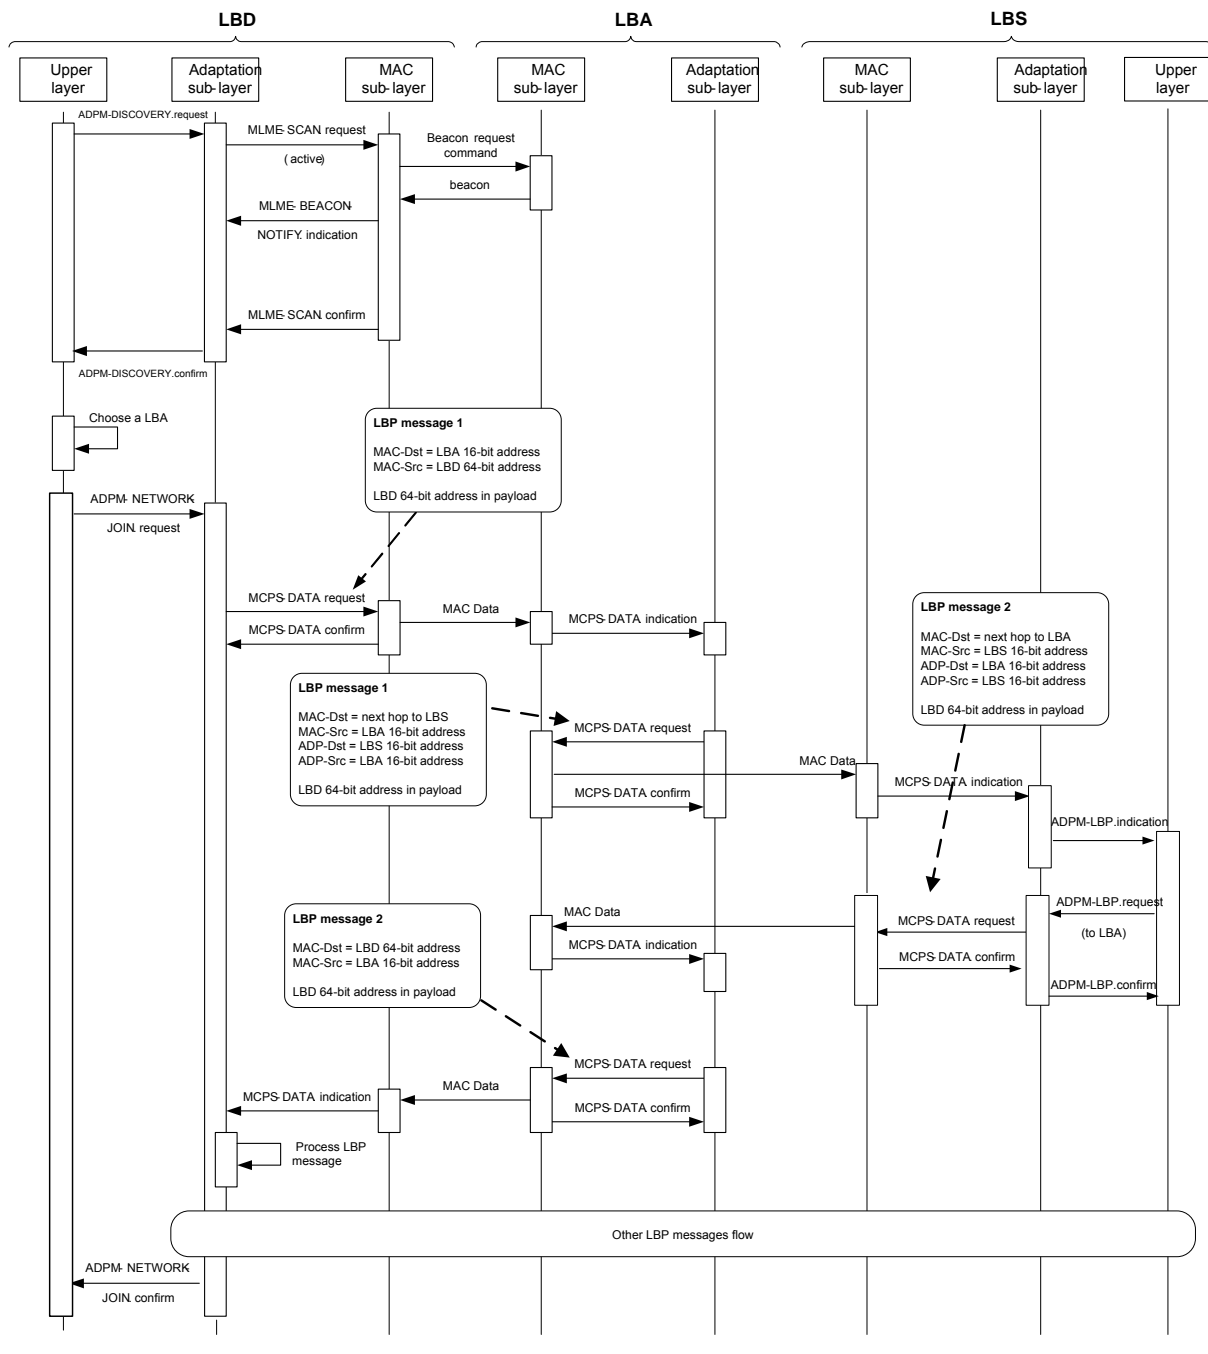 LBD
LBA
LBS
Upper
layer
Adaptation
sub-layer
MAC
sub-layer
MAC
sub-layer
Adaptation
sub-layer
MAC
sub-layer
Adaptation
sub-layer
Upper
layer
ADPM-DISCOVERY.request
MLME-SCAN.request
(active)
Beacon request
command
beacon
MLME-BEACON-
NOTIFY.indication
MLME-SCAN.confirm
ADPM-DISCOVERY.confirm
Choose a LBA
LBP message 1
MAC-Dst = LBA 16-bit address
MAC-Src = LBD 64-bit address
LBD 64-bit address in payload
ADPM-NETWORK-
JOIN.request
MCPS-DATA.request
MAC Data
MCPS-DATA.indication
MCPS-DATA.confirm
LBP message 2
MAC-Dst = next hop to LBA
MAC-Src = LBS 16-bit address
ADP-Dst = LBA 16-bit address
ADP-Src = LBS 16-bit address
LBD 64-bit address in payload
LBP message 1
MAC-Dst = next hop to LBS
MAC-Src = LBA 16-bit address
ADP-Dst = LBS 16-bit address
ADP-Src = LBA 16-bit address
LBD 64-bit address in payload
MCPS-DATA.request
MAC Data
MCPS-DATA.indication
MCPS-DATA.confirm
ADPM-LBP.indication
ADPM-LBP.request
(to LBA)
MCPS-DATA.request
MAC Data
MCPS-DATA.indication
MCPS-DATA.confirm
ADPM-LBP.confirm
LBP message 2
MAC-Dst = LBD 64-bit address
MAC-Src = LBA 16-bit address
LBD 64-bit address in payload
MCPS-DATA.request
MAC Data
MCPS-DATA.indication
MCPS-DATA.confirm
Process LBP
message
Other LBP messages flow
ADPM-NETWORK-
JOIN.confirm